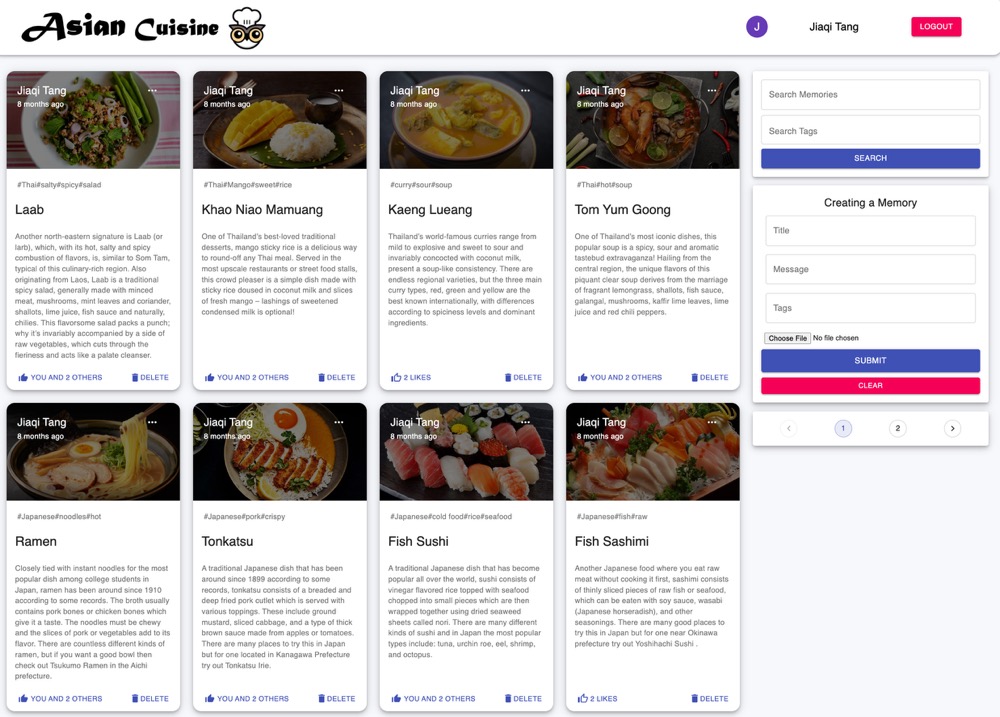 Asian Cuisine
J
Jiaqi Tang
LOGOUT
Jiaqi Tang
8 months ago
#Thai#salty#spicy#salad
Laab
Another north-eastern signature is Laab (or
larb), which, with its hot, salty and spicy
combustion of flavors, is, similar to Som Tam,
typical of this culinary-rich region. Also
originating from Laos, Laab is a traditional
spicy salad, generally made with minced
meat, mushrooms, mint leaves and coriander,
shallots, lime juice, fish sauce and naturally,
chilies. This flavorsome salad packs a punch;
why it's invariably accompanied by a side of
raw vegetables, which cuts through the
fieriness and acts like a palate cleanser.
YOU AND 2 OTHERS
DELETE
Jiaqi Tang
8 months ago
#Thai#Mango#sweet#rice
Khao Niao Mamuang
One of Thailand's best-loved traditional
desserts, mango sticky rice is a delicious way
to round-off any Thai meal. Served in the
most upscale restaurants or street food stalls,
this crowd pleaser is a simple dish made with
sticky rice doused in coconut milk and slices
of fresh mango – lashings of sweetened
condensed milk is optional!
YOU AND 2 OTHERS
DELETE
Jiaqi Tang
8 months ago
#curry#sour#soup
Kaeng Lueang
Thailand's world-famous curries range from
mild to explosive and sweet to sour and
invariably concocted with coconut milk,
present a soup-like consistency. There are
endless regional varieties, but the three main
curry types, red, green and yellow are the
best known internationally, with differences
according to spiciness levels and dominant
ingredients.
2 LIKES
DELETE
Jiaqi Tang
8 months ago
#Thai#hot#soup
Tom Yum Goong
One of Thailand's most iconic dishes, this
popular soup is a spicy, sour and aromatic
tastebud extravaganza! Hailing from the
central region, the unique flavors of this
piquant clear soup derives from the marriage
of fragrant lemongrass, shallots, fish sauce,
galangal, mushrooms, kaffir lime leaves, lime
juice and red chili peppers.
YOU AND 2 OTHERS
DELETE
Jiaqi Tang
8 months ago
#Japanese#noodles#hot
Ramen
Closely tied with instant noodles for the most
popular dish among college students in
Japan, ramen has been around since 1910
according to some records. The broth usually
contains pork bones or chicken bones which
give it a taste. The noodles must be chewy
and the slices of pork or vegetables add to its
flavor. There are countless different kinds of
ramen, but if you want a good bowl then
check out Tsukumo Ramen in the Aichi
prefecture.
YOU AND 2 OTHERS
DELETE
Jiaqi Tang
8 months ago
#Japanese#pork#crispy
Tonkatsu
A traditional Japanese dish that has been
around since 1899 according to some
records, tonkatsu consists of a breaded and
deep fried pork cutlet which is served with
various toppings. These include ground
mustard, sliced cabbage, and a type of thick
brown sauce made from apples or tomatoes.
There are many places to try this in Japan
but for one located in Kanagawa Prefecture
try out Tonkatsu Irie.
YOU AND 2 OTHERS
DELETE
Jiaqi Tang
8 months ago
#Japanese#cold food#rice#seafood
Fish Sushi
A traditional Japanese dish that has become
popular all over the world, sushi consists of
vinegar flavored rice topped with seafood
chopped into small pieces which are then
wrapped together using dried seaweed
sheets called nori. There are many different
kinds of sushi and in Japan the most popular
types include: tuna, urchin roe, eel, shrimp,
and octopus.
YOU AND 2 OTHERS
DELETE
Jiaqi Tang
8 months ago
#Japanese#fish#raw
Fish Sashimi
Another Japanese food where you eat raw
meat without cooking it first, sashimi consists
of thinly sliced pieces of raw fish or seafood,
which can be eaten with soy sauce, wasabi
(Japanese horseradish), and other
seasonings. There are many good places to
try this in Japan but for one near Okinawa
prefecture try out Yoshihachi Sushi .
2 LIKES
DELETE
Search Memories
Search Tags
SEARCH
Creating a Memory
Title
Message
Tags
Choose File No file chosen
SUBMIT
CLEAR
1
2